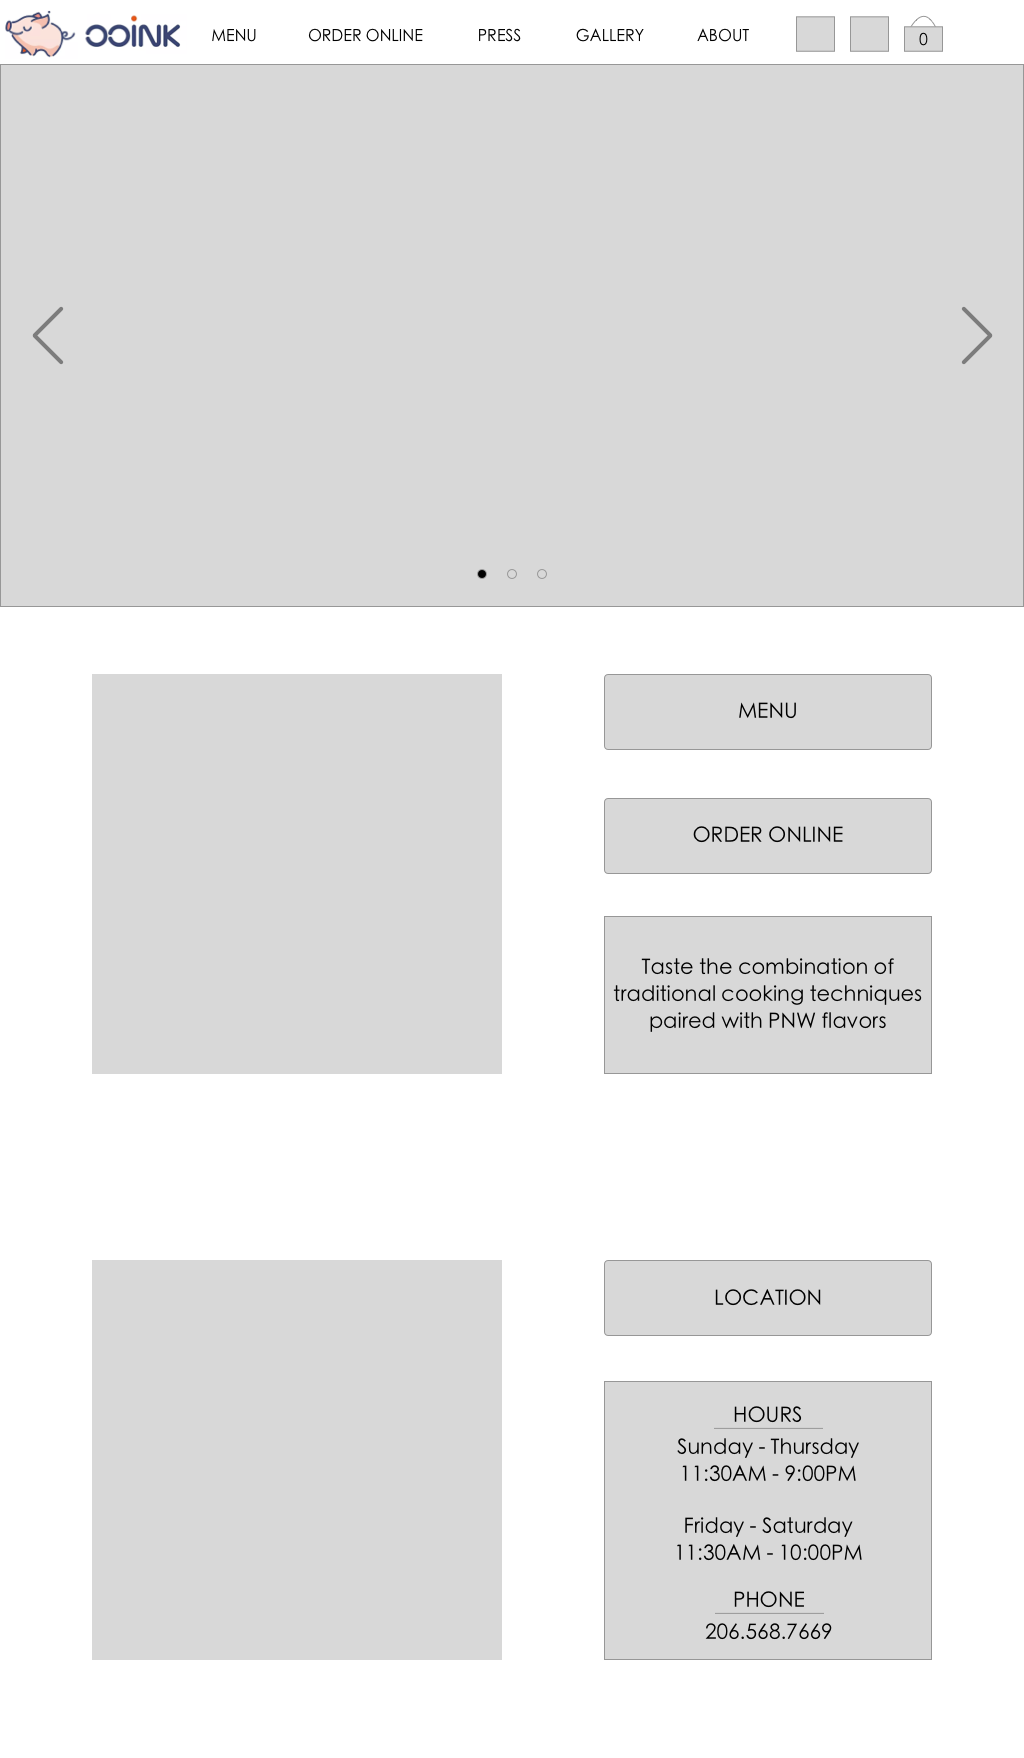 OOINK
MENU
ORDER ONLINE
PRESS
GALLERY
ABOUT
0
MENU
ORDER ONLINE
Taste the combination of
traditional cooking techniques
paired with PNW flavors
LOCATION
HOURS
Sunday - Thursday
11:30AM - 9:00PM
Friday - Saturday
11:30AM - 10:00PM
PHONE
206.568.7669